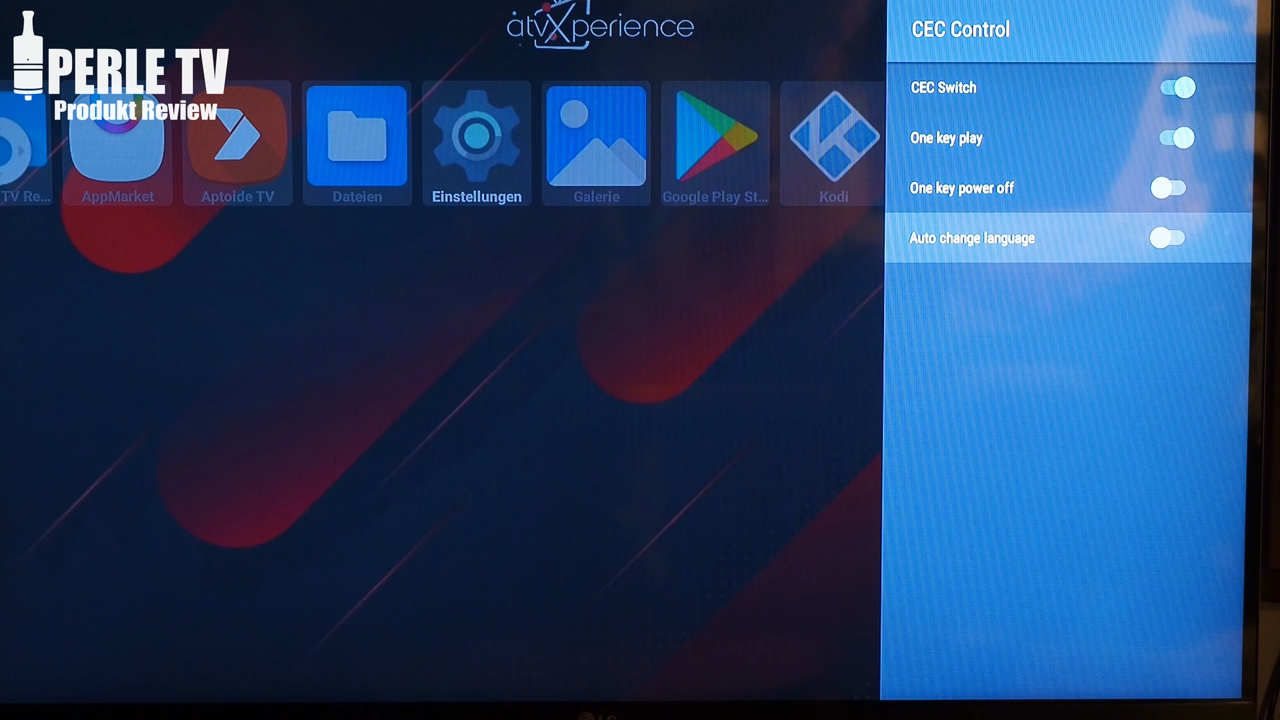 PERLE TV
Produkt Review
atvXperience
TV Re...
AppMarket
Aptoide TV
Dateien
Einstellungen
Galerie
Google Play St...
Kodi
CEC Control
CEC Switch
One key play
One key power off
Auto change language
LG